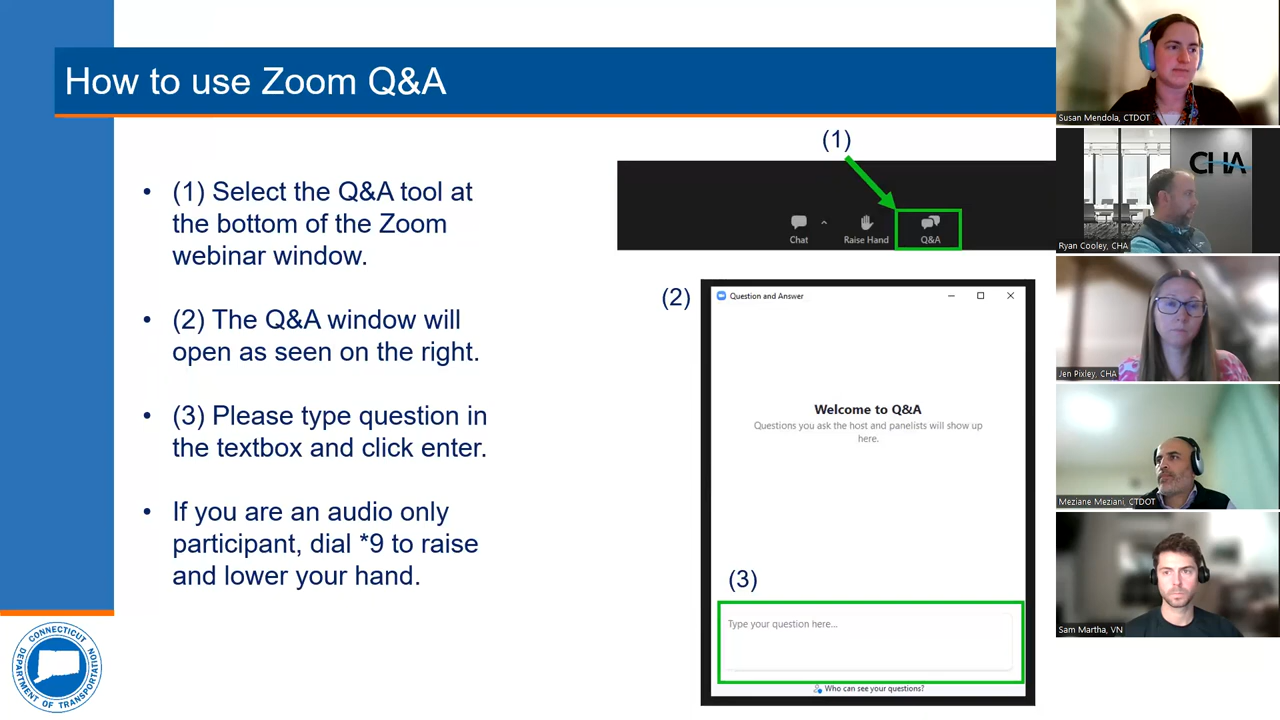 How to use Zoom Q&A
• (1) Select the Q&A tool at
the bottom of the Zoom
webinar window.
• (2) The Q&A window will
open as seen on the right.
• (3) Please type question in
the textbox and click enter.
• If you are an audio only
participant, dial *9 to raise
and lower your hand.
(1)
Chat
Raise Hand
Q&A
(2)
Question and Answer
Welcome to Q&A
Questions you ask the host and panelists will show up
here.
(3)
Type your question here...
Who can see your questions?
CONNECTICUT
DEPARTMENT OF TRANSPORTATION
Susan Mendola, CTDOT
CHA
Ryan Cooley, CHA
Jen Pixley, CHA
Meziane Meziani, CTDOT
Sam Martha, VN